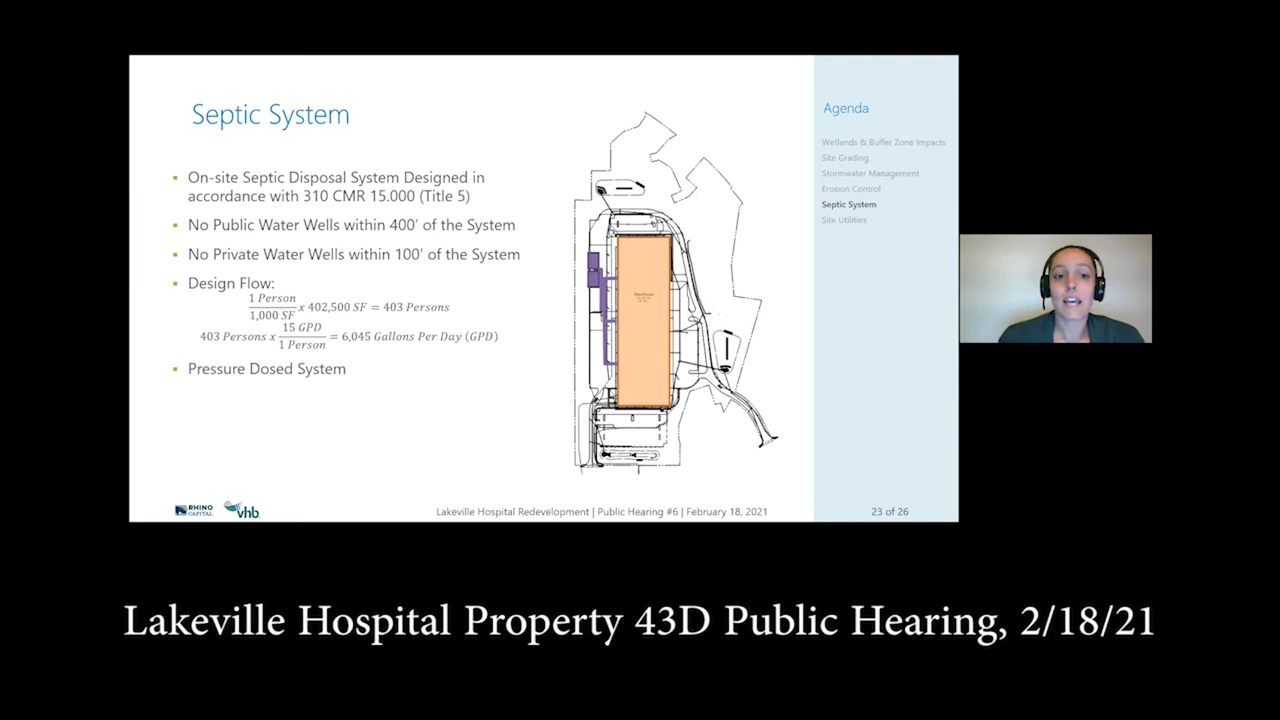 Septic System
On-site Septic Disposal System Designed in
accordance with 310 CMR 15.000 (Title 5)
No Public Water Wells within 400' of the System
No Private Water Wells within 100' of the System
Design Flow:
1 Person
1,000 SF x 402,500 SF = 403 Persons
403 Persons x 15 GPD
1 Person = 6,045 Gallons Per Day (GPD)
Pressure Dosed System
Agenda
Wetlands & Buffer Zone Impacts
Site Grading
Stormwater Management
Erosion Control
Septic System
Site Utilities
RHINO
CAPITAL
vhb
Lakeville Hospital Redevelopment | Public Hearing #6 | February 18, 2021
23 of 26
Lakeville Hospital Property 43D Public Hearing, 2/18/21